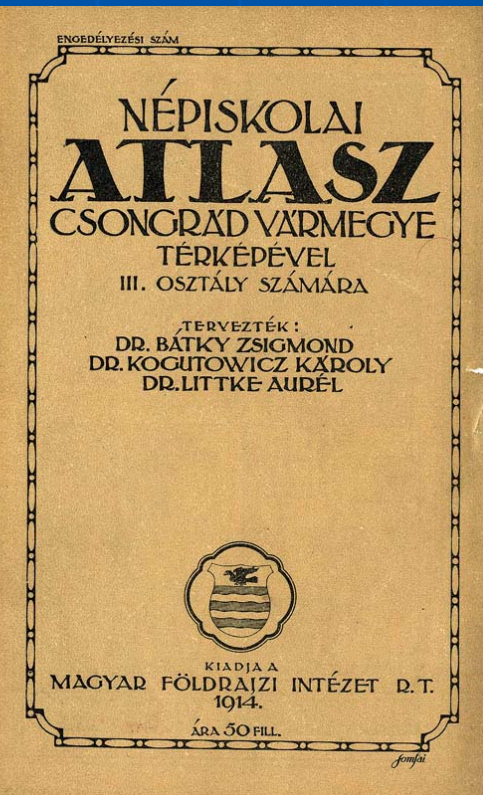 ENGEDÉLYEZÉSI SZÁM
NÉPISKOLAI
ATLASZ
CSONGRÁD VÁRMEGYE
TÉRKÉPÉVEL
III. OSZTÁLY SZÁMÁRA
TERVEZTÉK:
DR. BÁTKY ZSIGMOND
DR. KOGUTOWICZ KÁROLY
DR. LITTKE AURÉL
KIADJA A
MAGYAR FÖLDRAJZI INTÉZET R.T.
1914.
ÁRA 50 FILL.